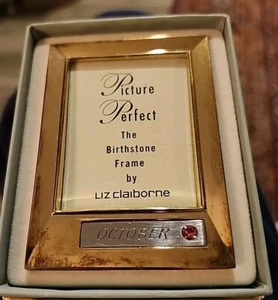 Picture
Perfect
The
Birthstone
Frame
by
Liz claiborne
OCTOBER